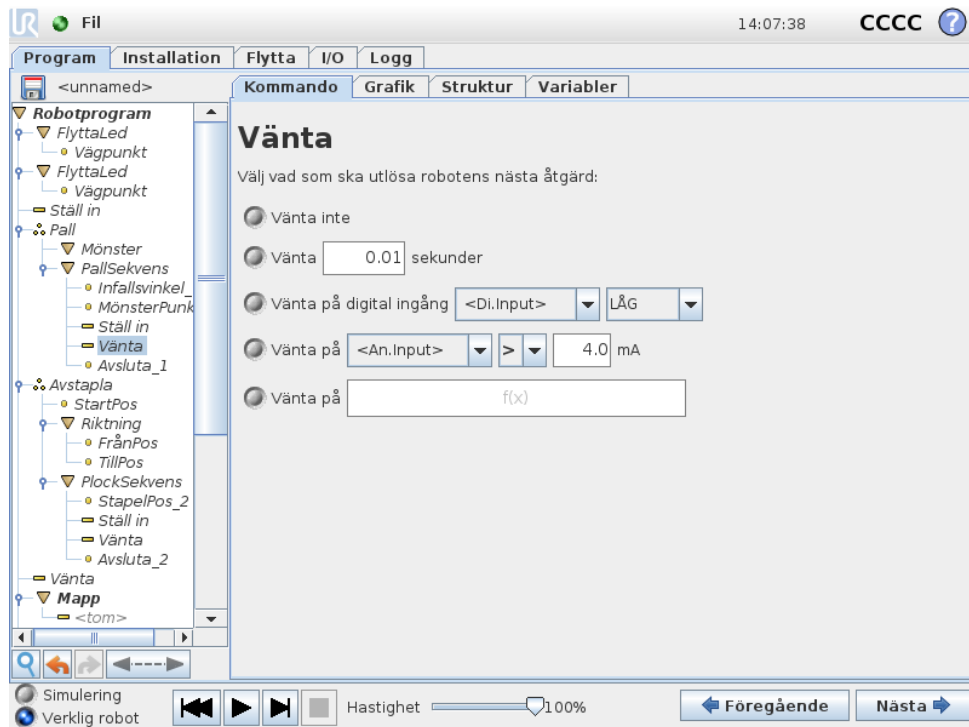 Fil 14:07:38 CCCC ?
Program Installation Flytta I/O Logg
<unnamed> Kommando Grafik Struktur Variabler
Robotprogram
FlyttaLed
Vägpunkt
FlyttaLed
Vägpunkt
Ställ in
Pall
Mönster
PallSekvens
Infallsvinkel_
MönsterPunk
Ställ in
Vänta
Avsluta_1
Avstapla
StartPos
Riktning
FrånPos
TillPos
PlockSekvens
StapelPos_2
Ställ in
Vänta
Avsluta_2
Vänta
Mapp
<tom>
Vänta
Välj vad som ska utlösa robotens nästa åtgärd:
Vänta inte
Vänta 0.01 sekunder
Vänta på digital ingång <Di.Input> LÅG
Vänta på <An.Input> > 4.0 mA
Vänta på f(x)
Simulering
Verklig robot
Hastighet 100%
Föregående Nästa